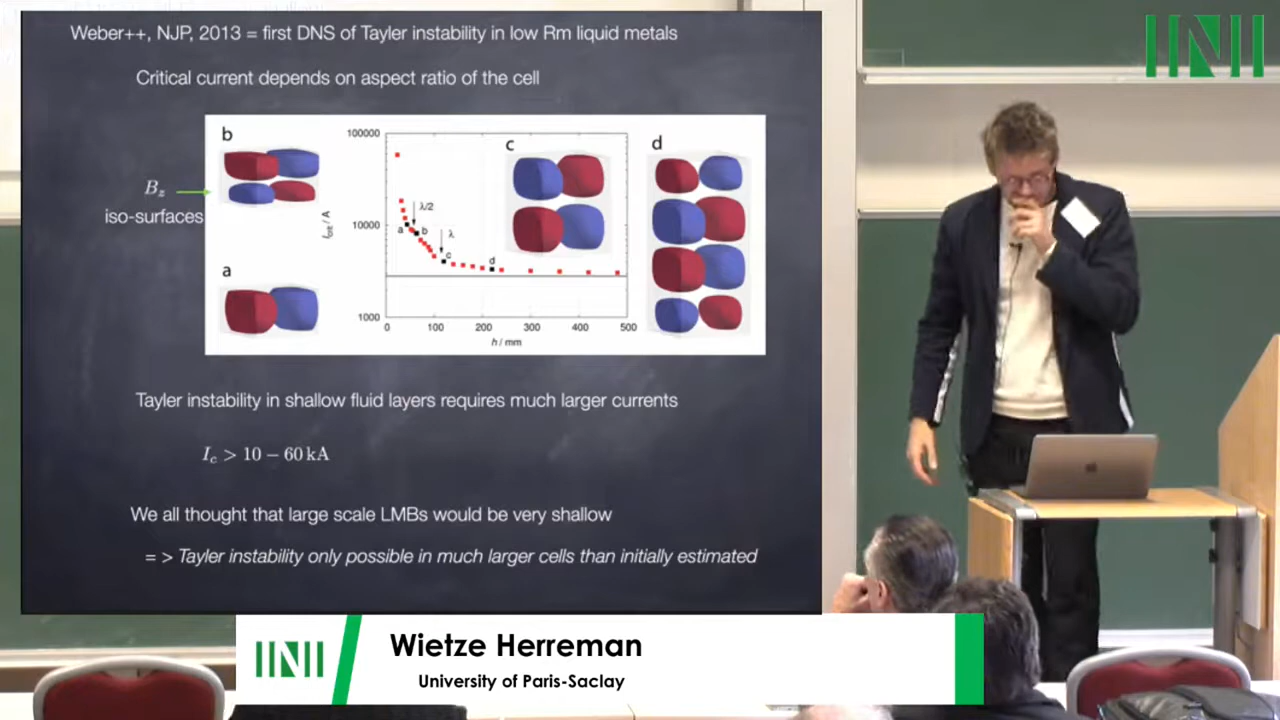 Weber++, NJP, 2013 = first DNS of Tayler instability in low Rm liquid metals
Critical current depends on aspect ratio of the cell
b
c
d
a
B_z
iso-surfaces
100000
10000
1000
I_crit / A
λ/2
λ
a
b
c
d
0
100
200
300
400
500
h / mm
Tayler instability in shallow fluid layers requires much larger currents
I_c > 10 − 60 kA
We all thought that large scale LMBs would be very shallow
= > Tayler instability only possible in much larger cells than initially estimated
Wietze Herreman
University of Paris-Saclay